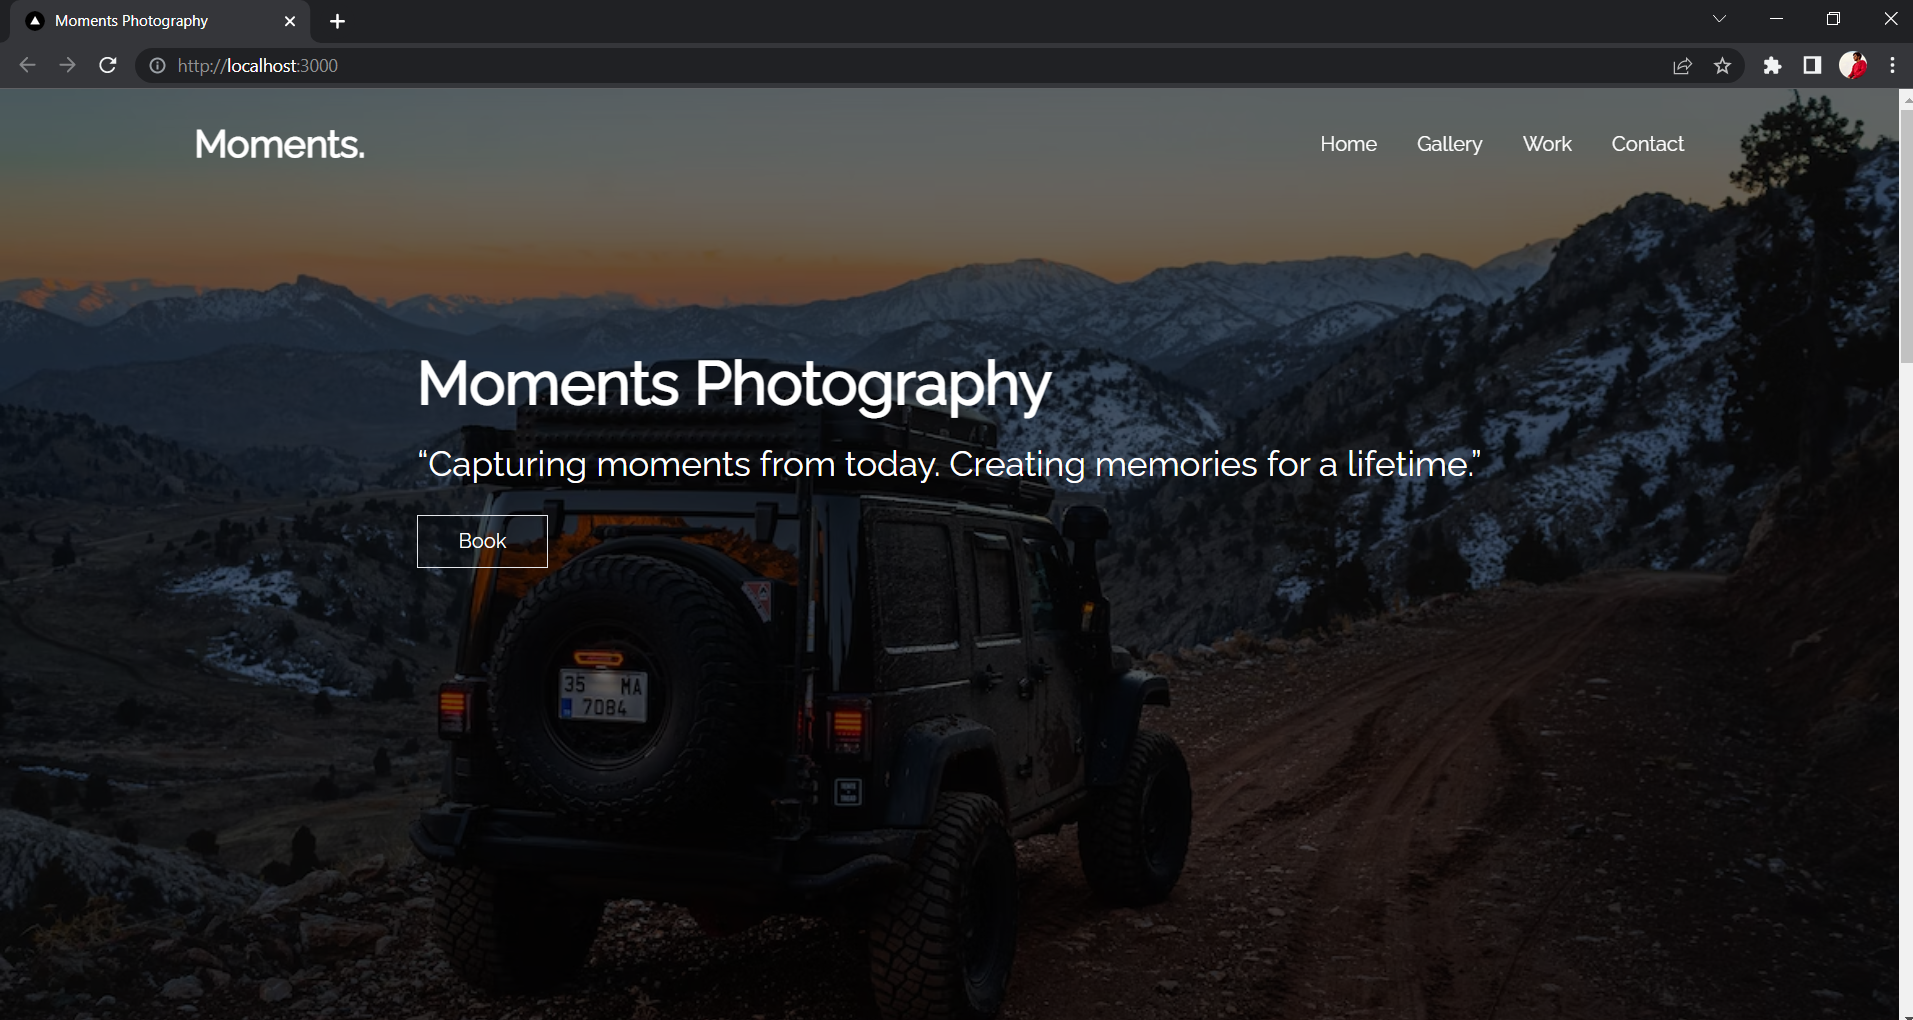 Moments Photography
http://localhost:3000
Moments.
Home Gallery Work Contact
Moments Photography
“Capturing moments from today. Creating memories for a lifetime.”
Book
35 MA
7084